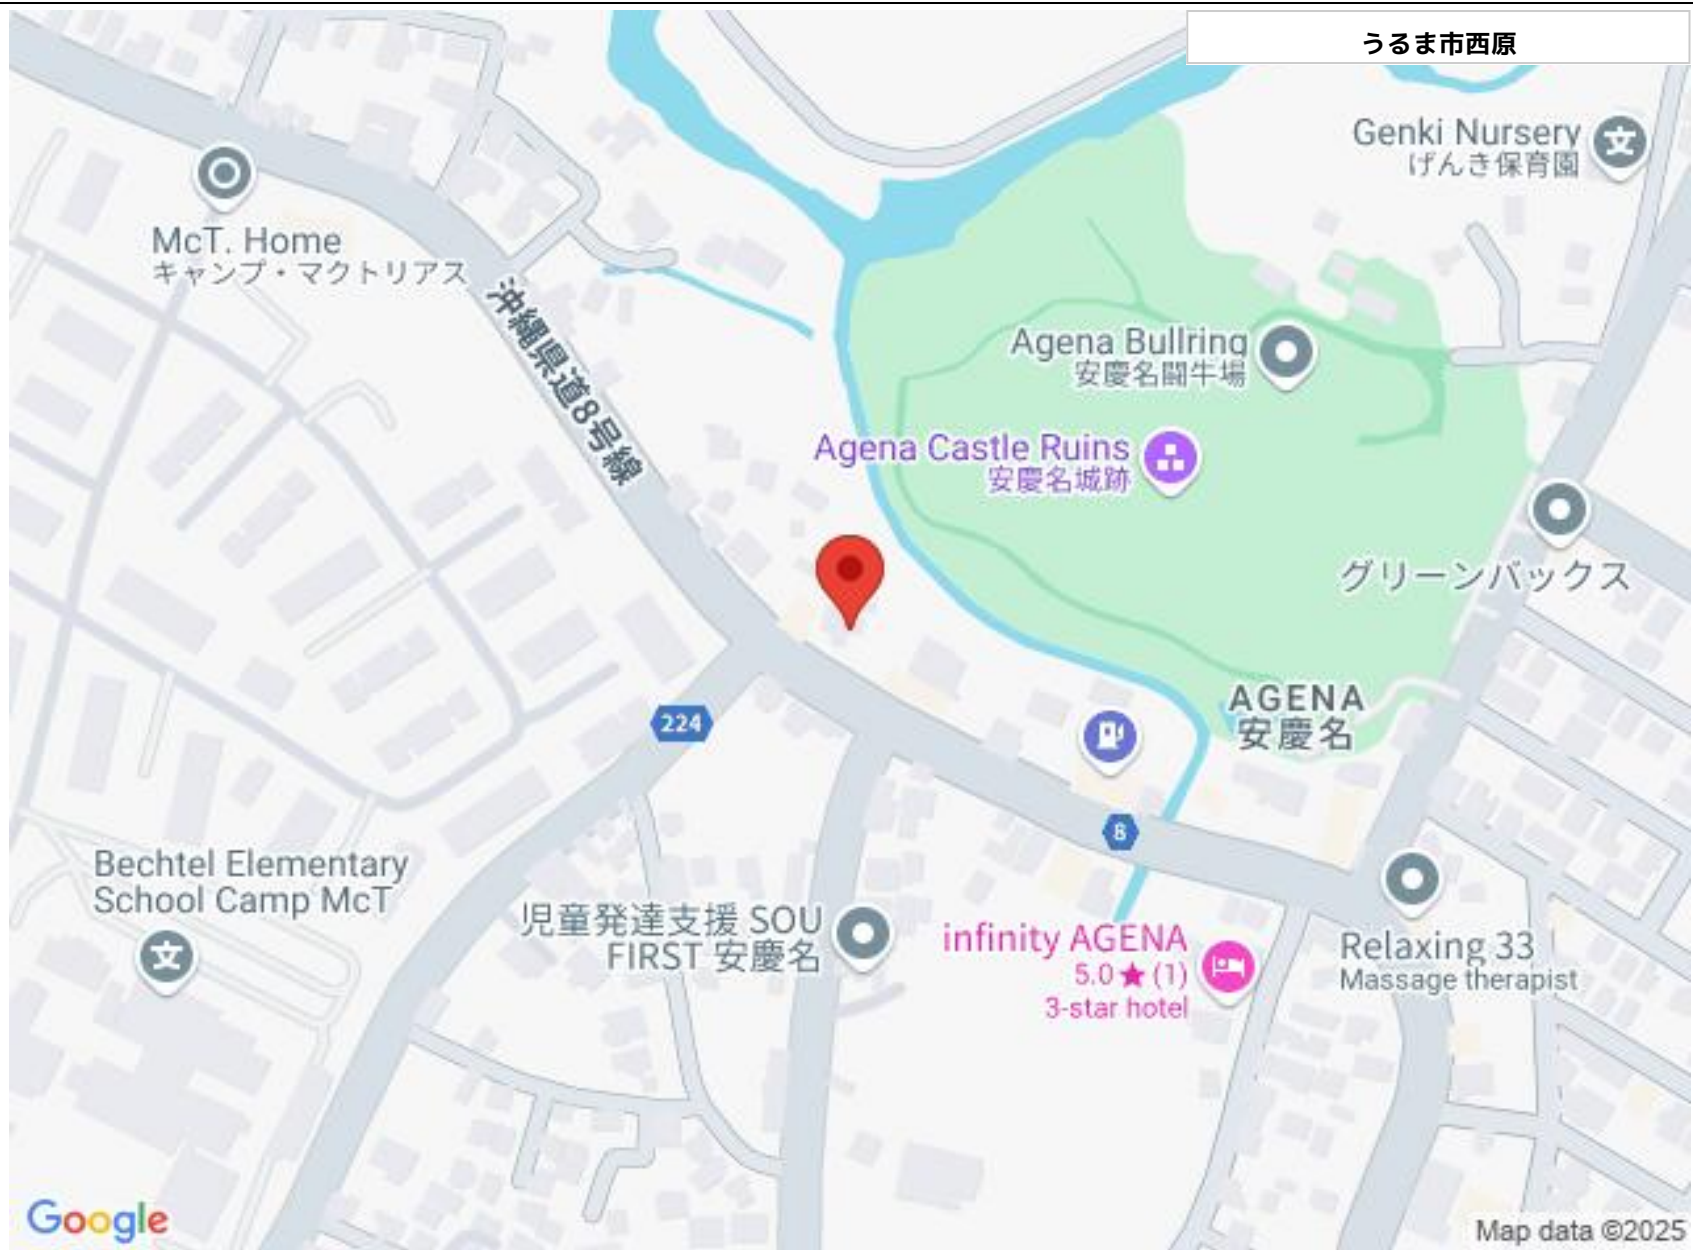 うるま市西原
Genki Nursery
げんき保育園
McT. Home
キャンプ・マクトリアス
沖縄県道8号線
Agena Bullring
安慶名闘牛場
Agena Castle Ruins
安慶名城跡
グリーンバックス
AGENA
安慶名
224
8
Bechtel Elementary
School Camp McT
児童発達支援 SOU
FIRST 安慶名
infinity AGENA
5.0★ (1)
3-star hotel
Relaxing 33
Massage therapist
文
文
Google
Map data ©2025